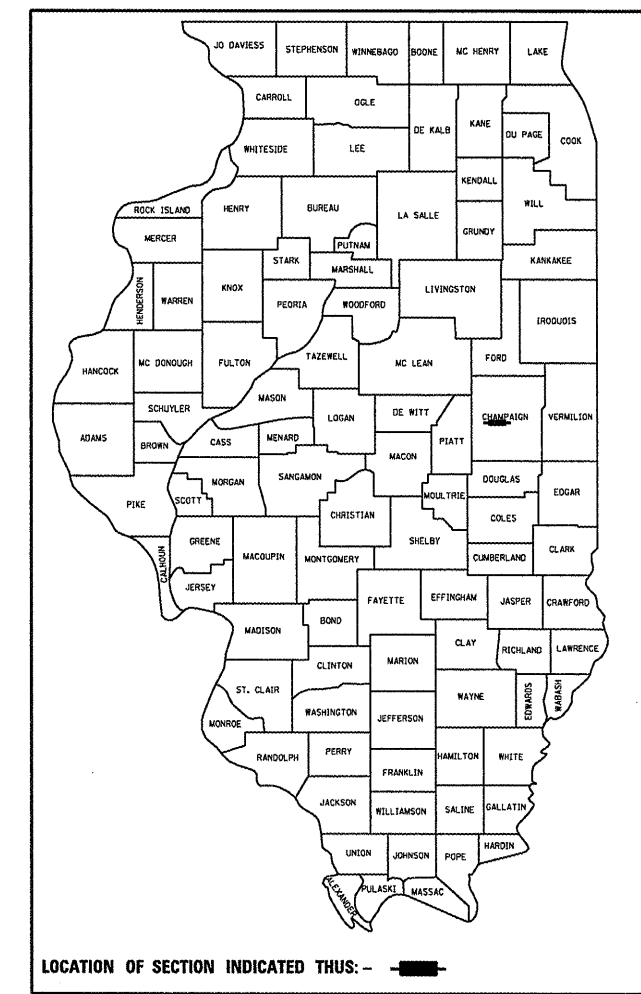 JO DAVIESS STEPHENSON WINNEBAGO BOONE MC HENRY LAKE
CARROLL OGLE DE KALB KANE DU PAGE COOK
WHITESIDE LEE KENDALL WILL
ROCK ISLAND HENRY BUREAU LA SALLE GRUNDY
MERCER PUTNAM KANKAKEE
STARK MARSHALL
HENDERSON WARREN KNOX PEORIA WOODFORD LIVINGSTON IROQUOIS
HANCOCK MC DONOUGH FULTON TAZEWELL MC LEAN FORD
MASON
SCHUYLER LOGAN DE WITT CHAMPAIGN VERMILION
ADAMS BROWN CASS MENARD MACON PIATT
MORGAN SANGAMON DOUGLAS EDGAR
PIKE SCOTT CHRISTIAN MOULTRIE COLES
GREENE MACOUPIN MONTGOMERY SHELBY CUMBERLAND CLARK
CALHOUN JERSEY FAYETTE EFFINGHAM JASPER CRAWFORD
MADISON BOND CLAY RICHLAND LAWRENCE
CLINTON MARION
ST. CLAIR WAYNE EDWARDS WABASH
MONROE WASHINGTON JEFFERSON
RANDOLPH PERRY HAMILTON WHITE
FRANKLIN
JACKSON WILLIAMSON SALINE GALLATIN
UNION JOHNSON POPE HARDIN
ALEXANDER PULASKI MASSAC
LOCATION OF SECTION INDICATED THUS: -